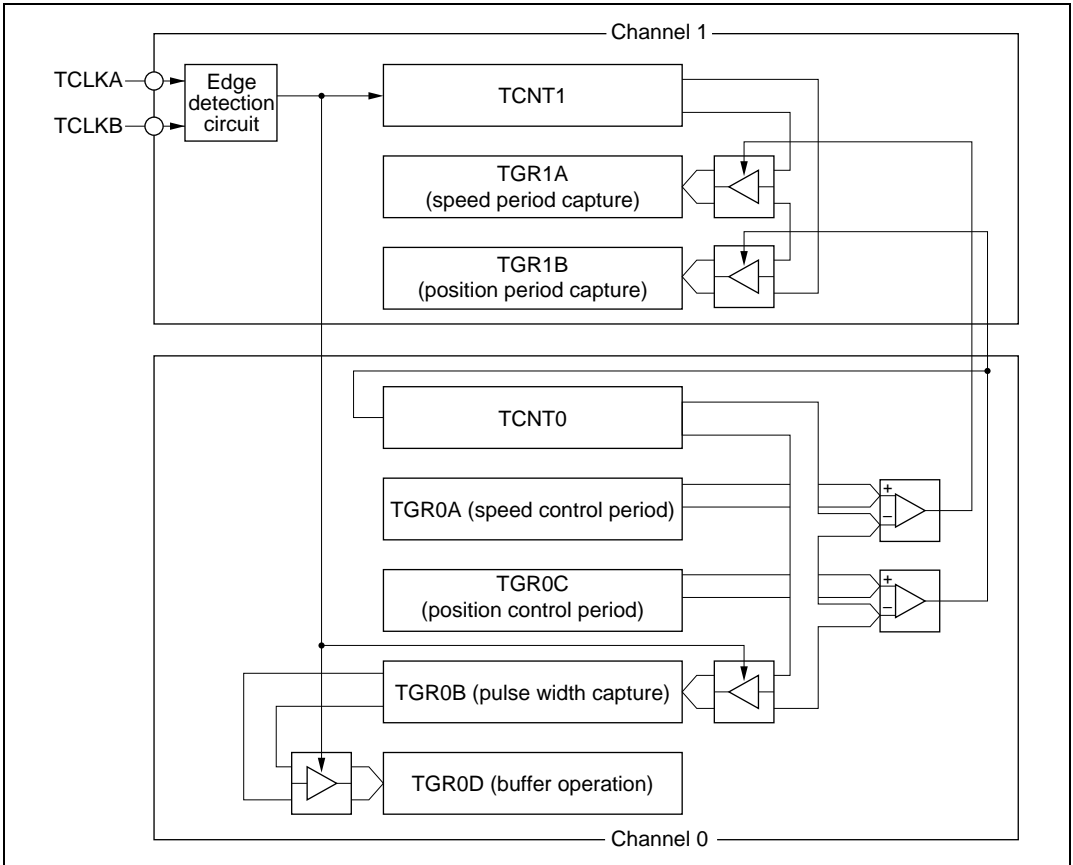 Channel 1
TCLKA
TCLKB
Edge
detection
circuit
TCNT1
TGR1A
(speed period capture)
TGR1B
(position period capture)
TCNT0
TGR0A (speed control period)
+
−
TGR0C
(position control period)
+
−
TGR0B (pulse width capture)
TGR0D (buffer operation)
Channel 0